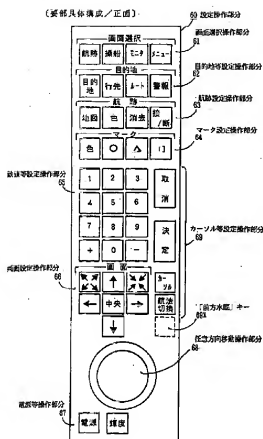 (要部具体構成/正面)
60 設定操作部分
画面選択
画面選択操作部分
61
航跡 操船 モニタ メニュー
目的地
目的地等設定操作部分
62
目的地 行先 ルート 警報
航跡
航跡設定操作部分
63
地図 色 消去 接/断
マーク
マーク設定操作部分
64
色 ○ △
数値等設定操作部分
65
1 2 3 取消
4 5 6
7 8 9 決定
+ 0 -
カーソル等設定操作部分
69
画面
画面設定操作部分
66
↑ カーソル
← 中央 → 航法切換
↓
「前方水底」キー
69A
任意方向移動操作部分
68
電源等操作部分
67
電源 輝度